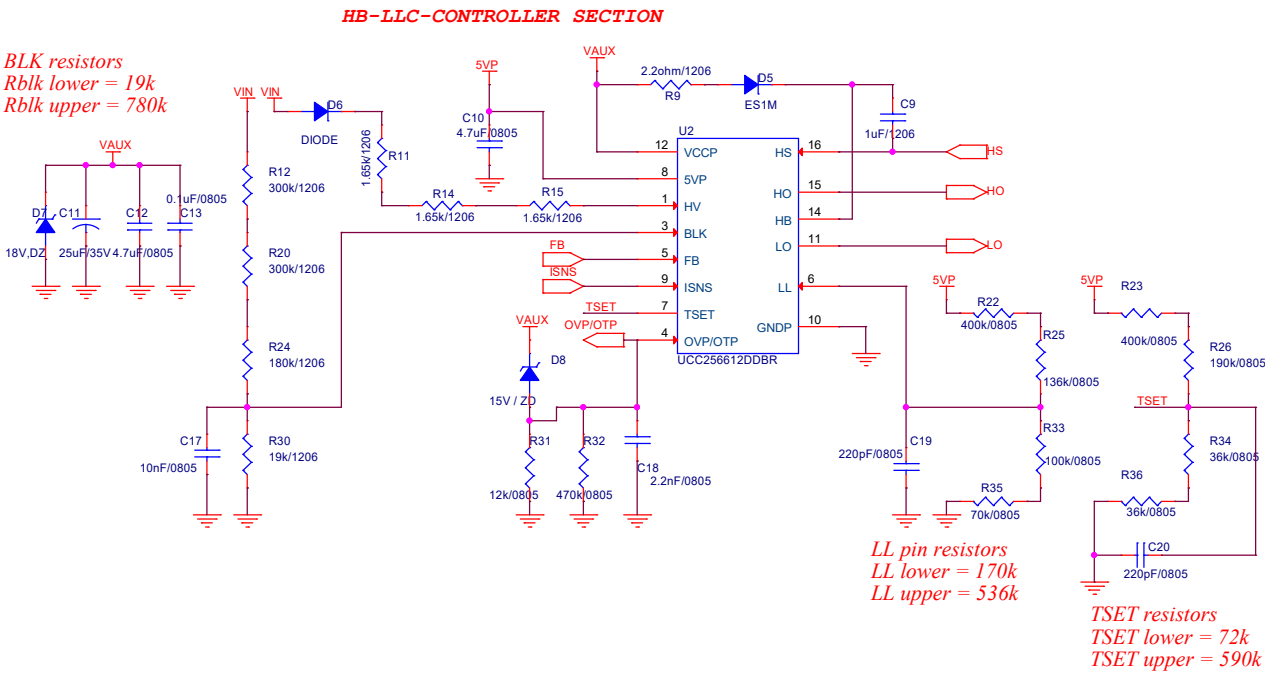 HB-LLC-CONTROLLER SECTION
BLK resistors
Rblk lower = 19k
Rblk upper = 780k
VAUX
D7
18V,DZ
C11
25uF/35V
C12
4.7uF/0805
0.1uF/0805
C13
VIN
VIN
D6
DIODE
R12
300k/1206
R20
300k/1206
R24
180k/1206
R30
19k/1206
C17
10nF/0805
1.65k/1206
R11
R14
1.65k/1206
R15
1.65k/1206
5VP
C10
4.7uF/0805
VAUX
2.2ohm/1206
R9
D5
ES1M
C9
1uF/1206
U2
12 VCCP
8 5VP
1 HV
3 BLK
5 FB
9 ISNS
7 TSET
4 OVP/OTP
HS 16
HO 15
HB 14
LO 11
LL 6
GNDP 10
UCC256612DDBR
HS
HO
LO
FB
ISNS
TSET
OVP/OTP
VAUX
D8
15V / ZD
R31
12k/0805
R32
470k/0805
C18
2.2nF/0805
5VP
R22
400k/0805
R25
136k/0805
C19
220pF/0805
R33
100k/0805
R35
70k/0805
LL pin resistors
LL lower = 170k
LL upper = 536k
5VP
R23
400k/0805
R26
190k/0805
TSET
R34
36k/0805
R36
36k/0805
C20
220pF/0805
TSET resistors
TSET lower = 72k
TSET upper = 590k